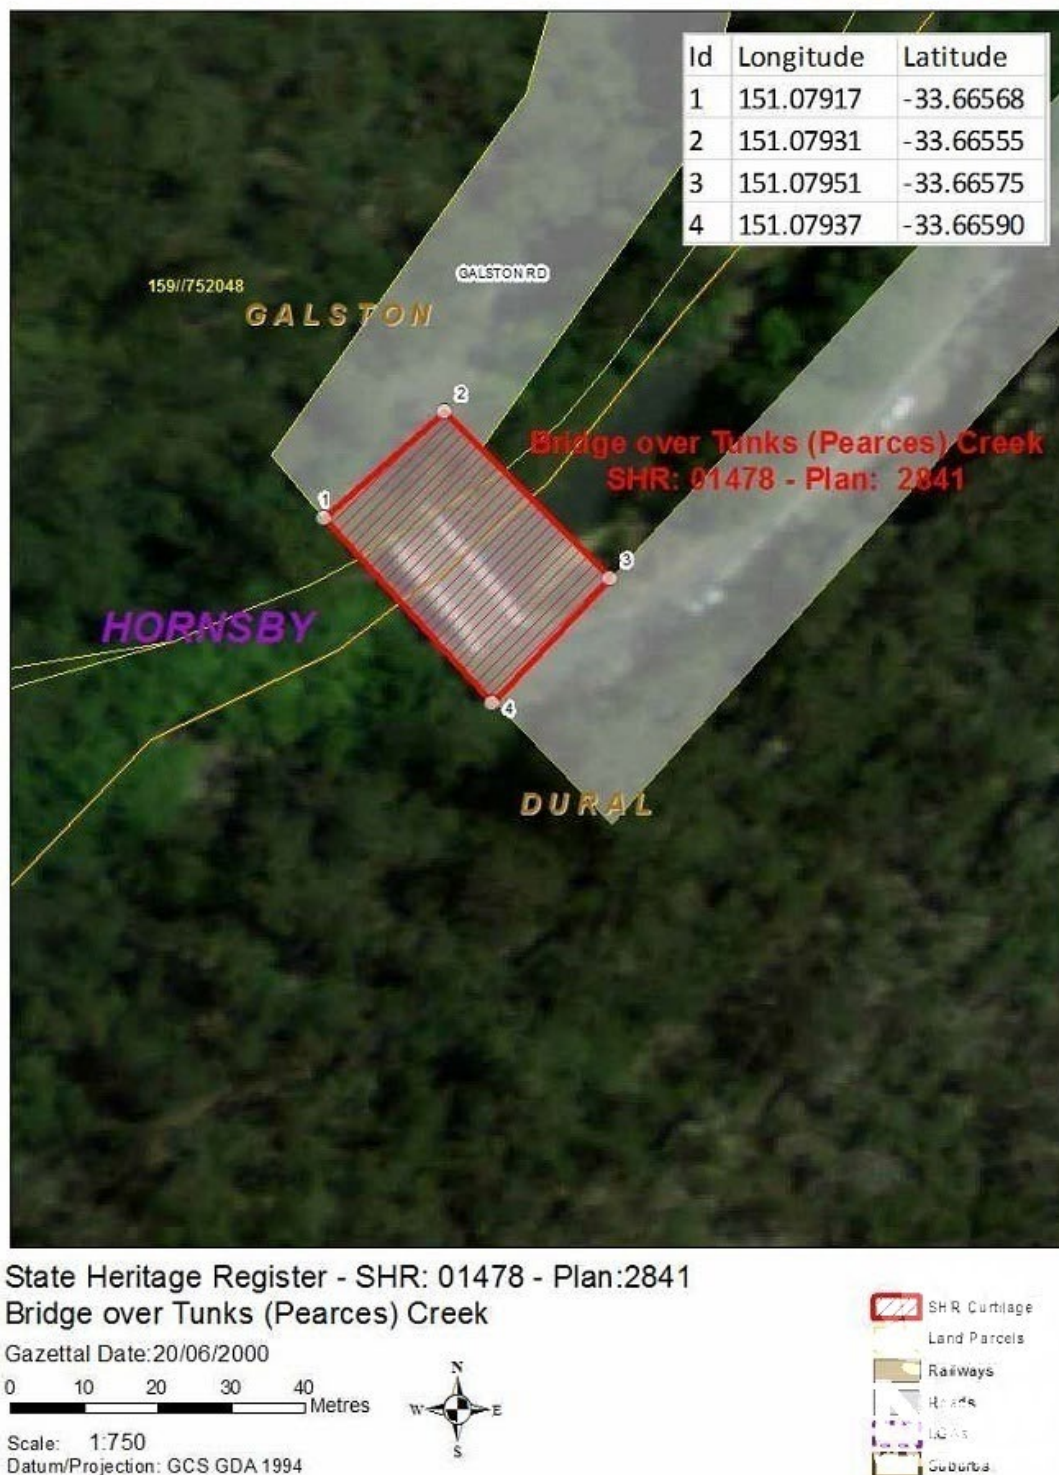 Id Longitude Latitude
1 151.07917 -33.66568
2 151.07931 -33.66555
3 151.07951 -33.66575
4 151.07937 -33.66590
GALSTON RD
159//752048
GALSTON
2
Bridge over Tunks (Pearces) Creek
SHR: 01478 - Plan: 2841
1
3
HORNSBY
4
DURAL
State Heritage Register - SHR: 01478 - Plan:2841
Bridge over Tunks (Pearces) Creek
Gazettal Date:20/06/2000
0 10 20 30 40
Metres
Scale: 1:750
Datum/Projection: GCS GDA 1994
N
W E
S
SHR Curtilage
Land Parcels
Railways
Roads
LGAs
Suburbs